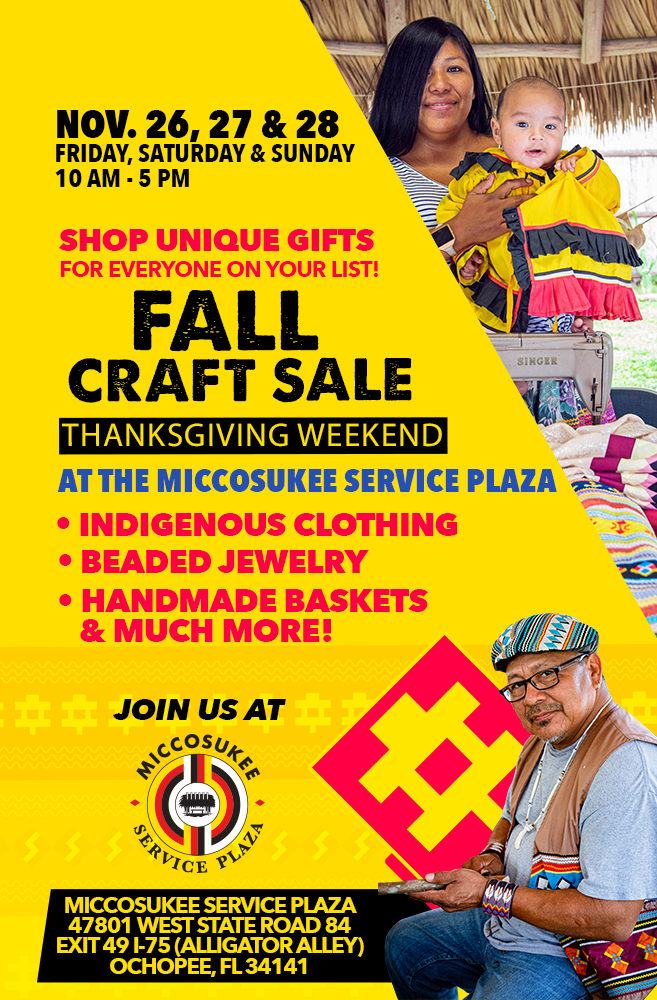 NOV. 26, 27 & 28
FRIDAY, SATURDAY & SUNDAY
10 AM - 5 PM
SHOP UNIQUE GIFTS
FOR EVERYONE ON YOUR LIST!
FALL
CRAFT SALE
THANKSGIVING WEEKEND
AT THE MICCOSUKEE SERVICE PLAZA
• INDIGENOUS CLOTHING
• BEADED JEWELRY
• HANDMADE BASKETS
& MUCH MORE!
SINGER
JOIN US AT
MICCOSUKEE
SERVICE PLAZA
MICCOSUKEE SERVICE PLAZA
47801 WEST STATE ROAD 84
EXIT 49 I-75 (ALLIGATOR ALLEY)
OCHOPEE, FL 34141